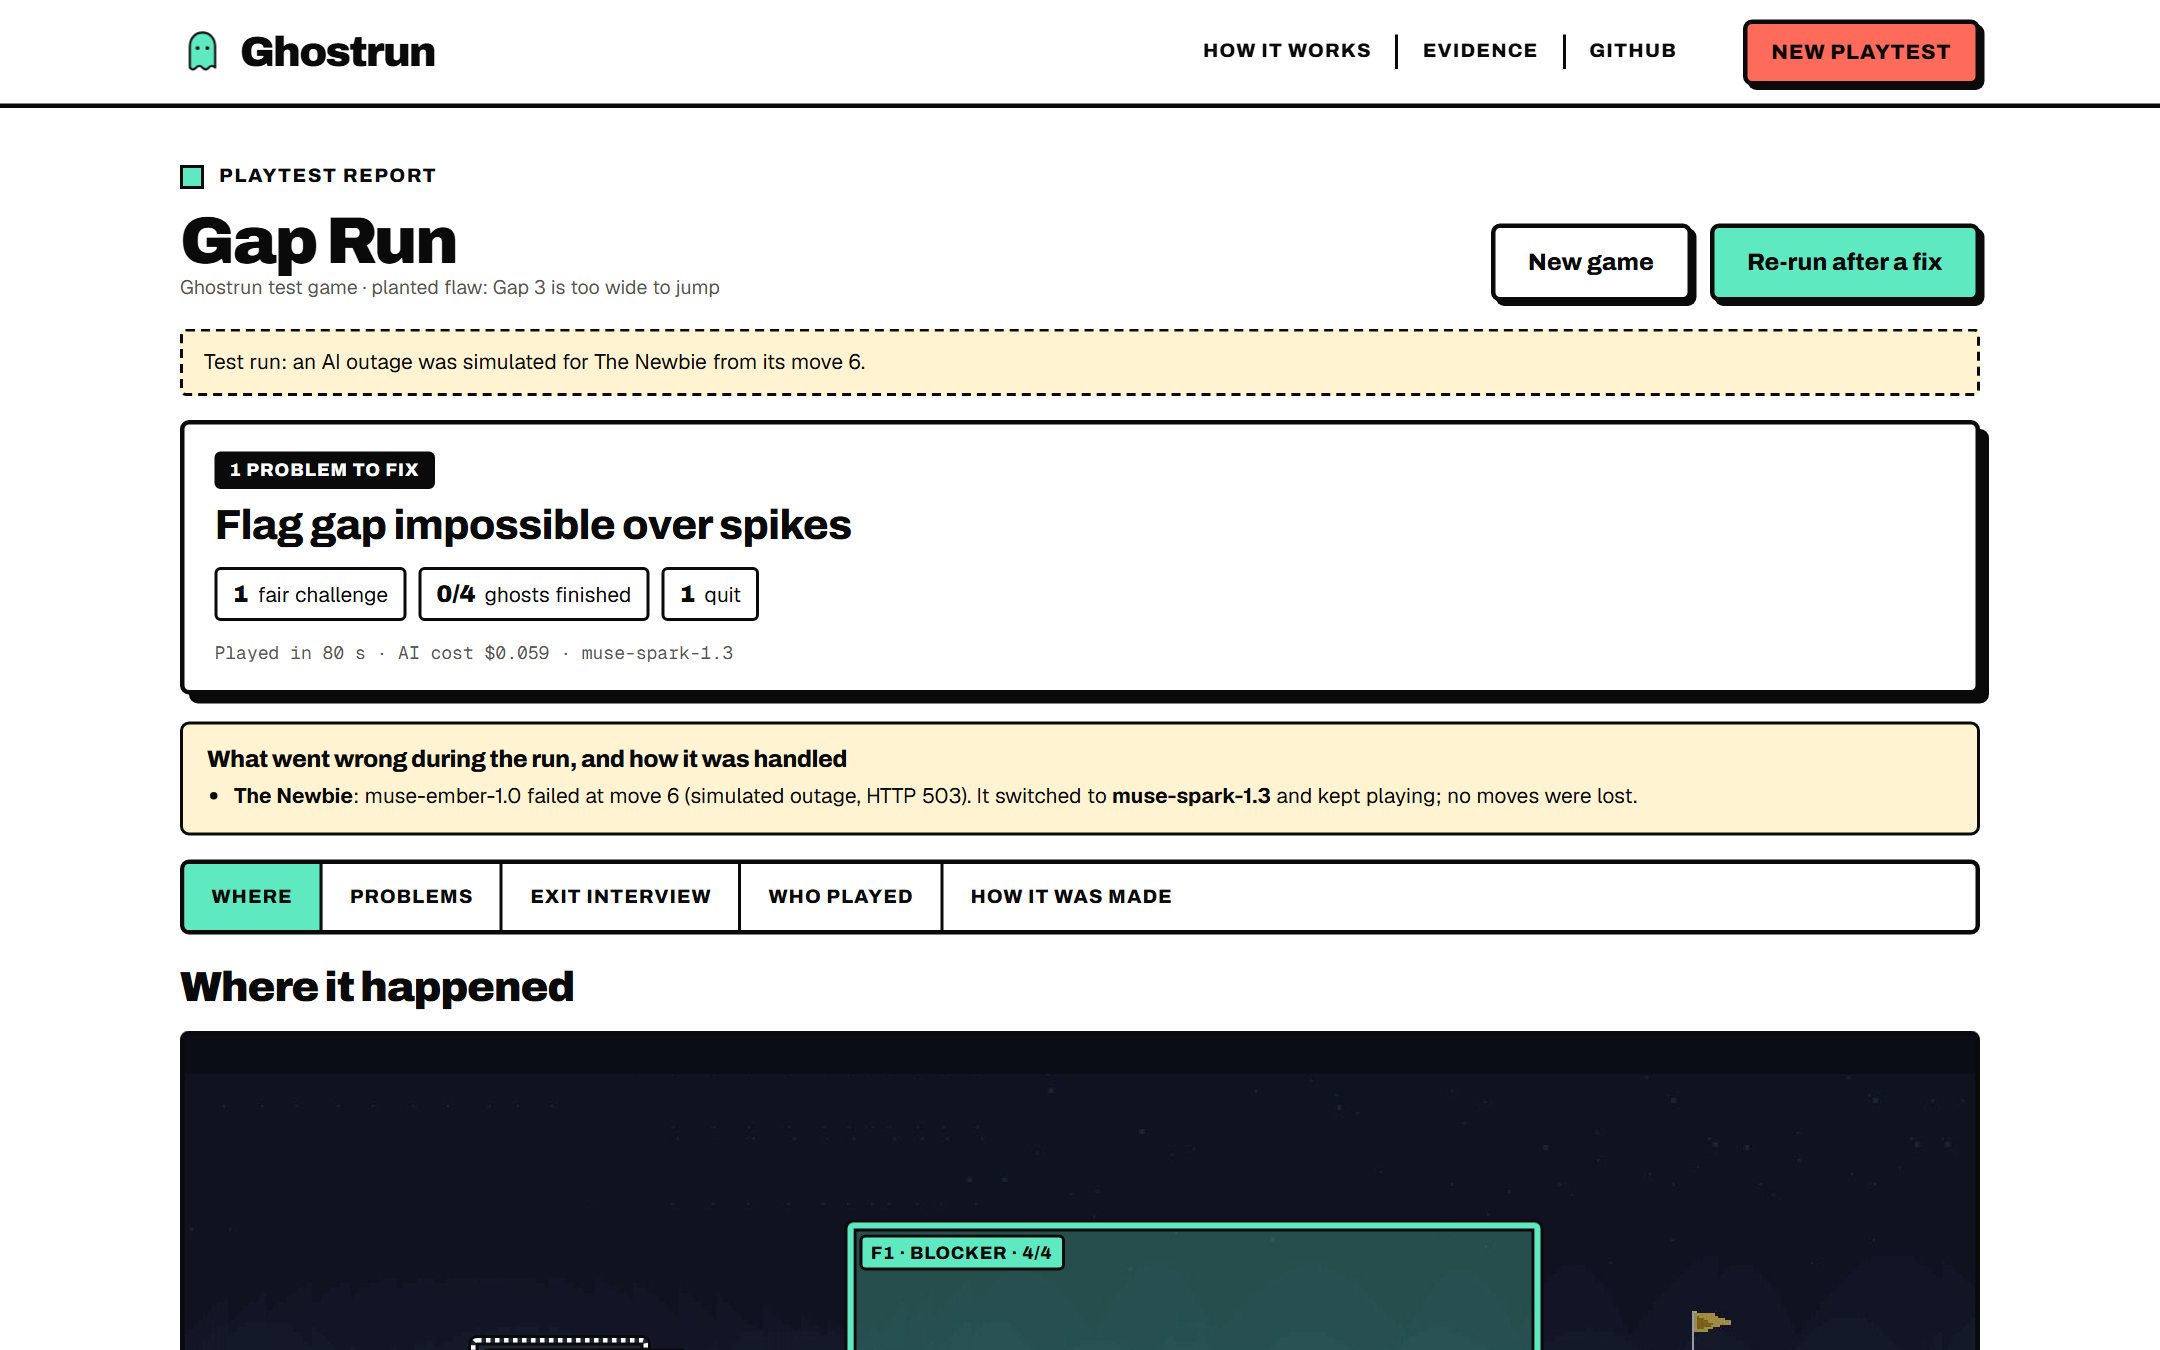 Ghostrun
HOW IT WORKS
EVIDENCE
GITHUB
NEW PLAYTEST
PLAYTEST REPORT
Gap Run
Ghostrun test game · planted flaw: Gap 3 is too wide to jump
New game
Re-run after a fix
Test run: an AI outage was simulated for The Newbie from its move 6.
1 PROBLEM TO FIX
Flag gap impossible over spikes
1 fair challenge
0/4 ghosts finished
1 quit
Played in 80 s · AI cost $0.059 · muse-spark-1.3
What went wrong during the run, and how it was handled
• The Newbie: muse-ember-1.0 failed at move 6 (simulated outage, HTTP 503). It switched to muse-spark-1.3 and kept playing; no moves were lost.
WHERE
PROBLEMS
EXIT INTERVIEW
WHO PLAYED
HOW IT WAS MADE
Where it happened
F1 · BLOCKER · 4/4